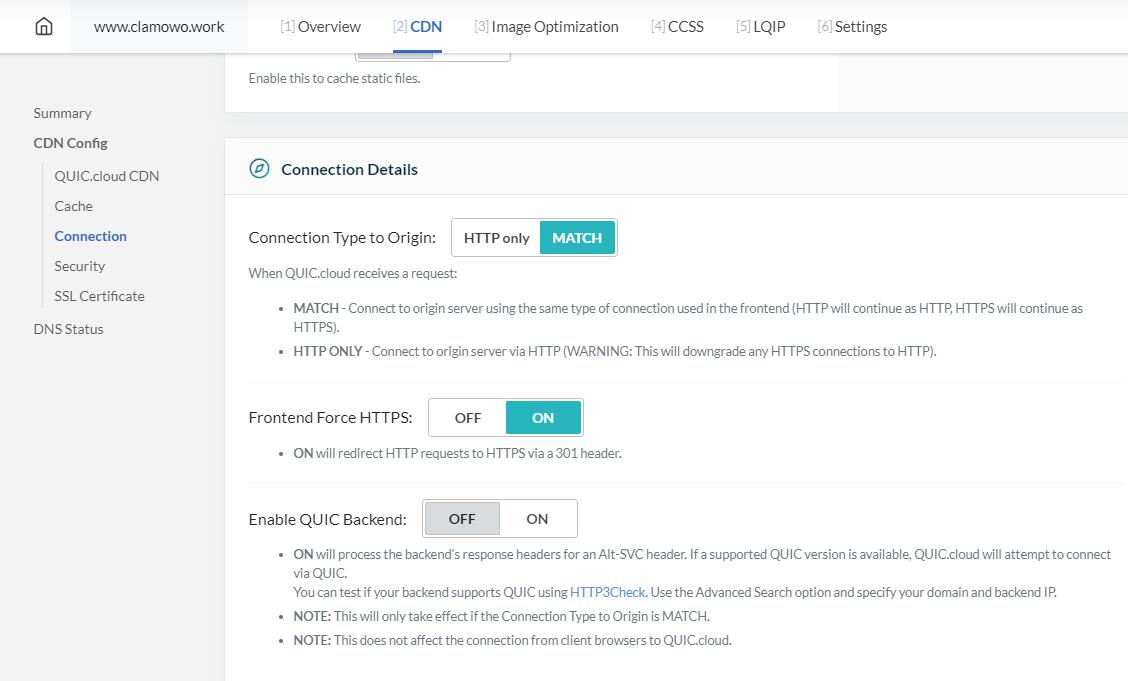 www.clamowo.work
[1] Overview
[2] CDN
[3] Image Optimization
[4] CCSS
[5] LQIP
[6] Settings
Summary
CDN Config
QUIC.cloud CDN
Cache
Connection
Security
SSL Certificate
DNS Status
Enable this to cache static files.
Connection Details
Connection Type to Origin: HTTP only MATCH
When QUIC.cloud receives a request:
• MATCH - Connect to origin server using the same type of connection used in the frontend (HTTP will continue as HTTP, HTTPS will continue as
HTTPS).
• HTTP ONLY - Connect to origin server via HTTP (WARNING: This will downgrade any HTTPS connections to HTTP).
Frontend Force HTTPS: OFF ON
• ON will redirect HTTP requests to HTTPS via a 301 header.
Enable QUIC Backend: OFF ON
• ON will process the backend's response headers for an Alt-SVC header. If a supported QUIC version is available, QUIC.cloud will attempt to connect
via QUIC.
You can test if your backend supports QUIC using HTTP3Check. Use the Advanced Search option and specify your domain and backend IP.
• NOTE: This will only take effect if the Connection Type to Origin is MATCH.
• NOTE: This does not affect the connection from client browsers to QUIC.cloud.